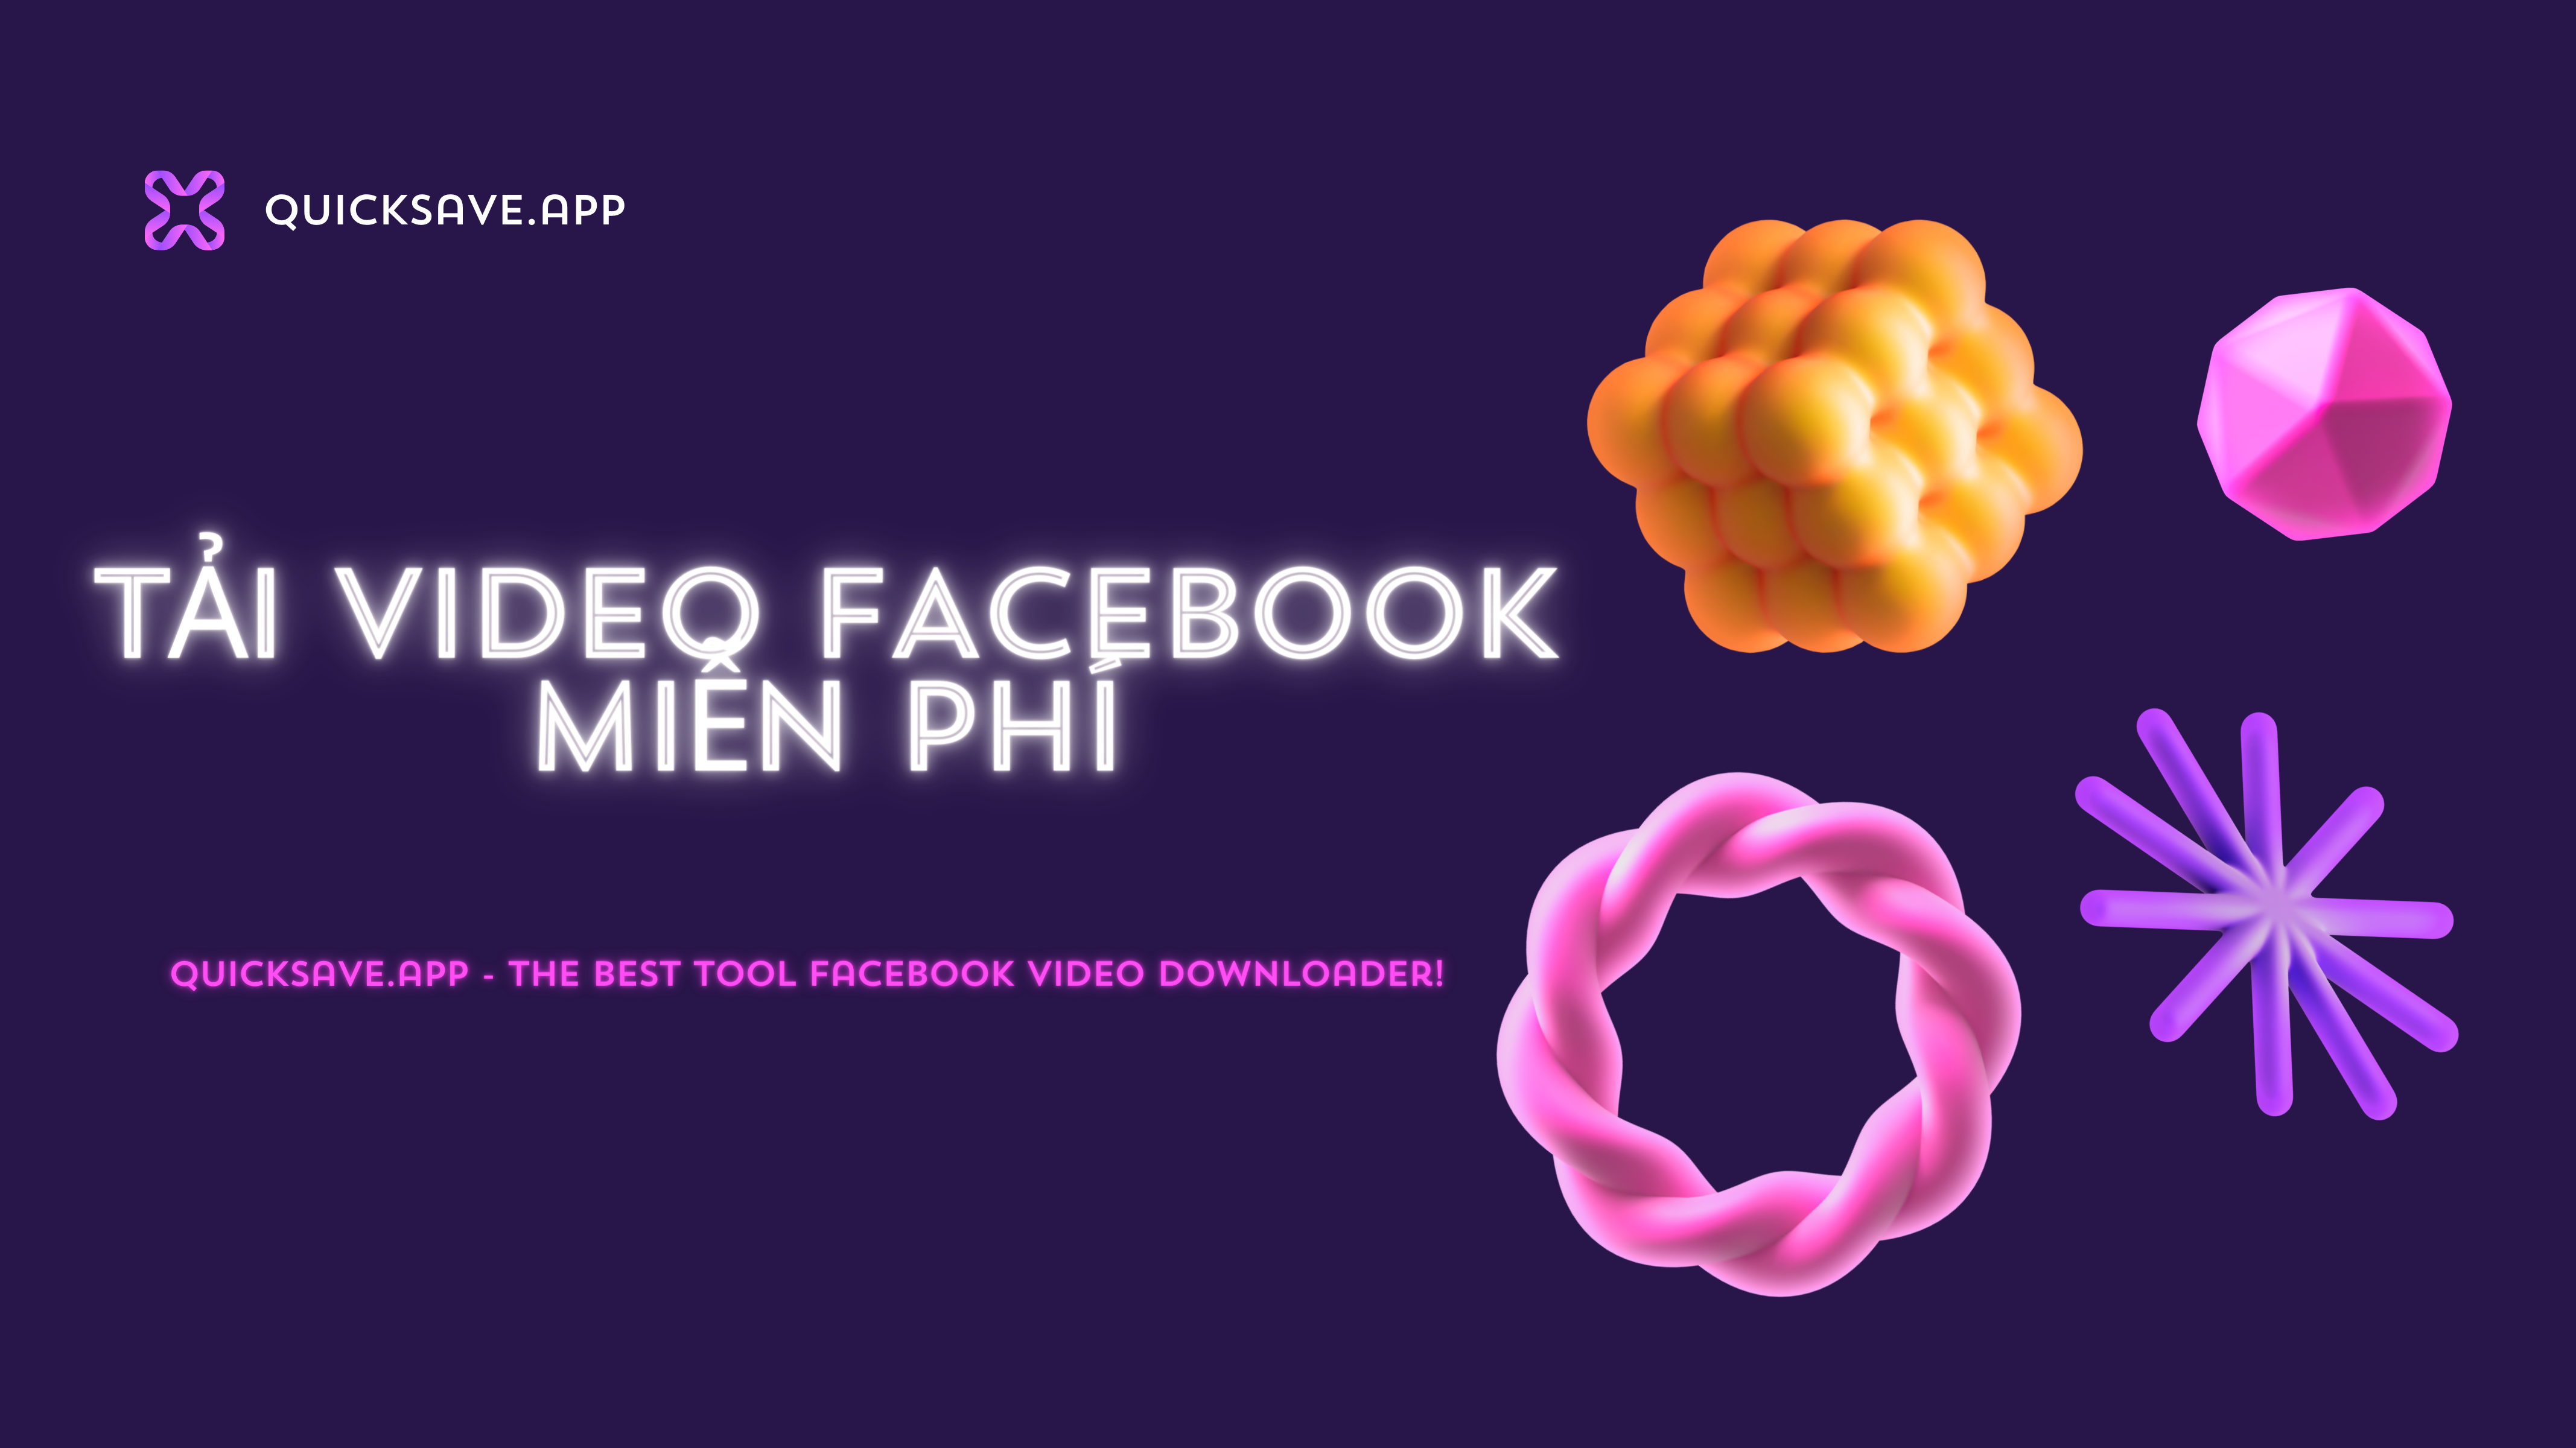 QUICKSAVE.APP
TẢI VIDEO FACEBOOK
MIỄN PHÍ
QUICKSAVE.APP - THE BEST TOOL FACEBOOK VIDEO DOWNLOADER!